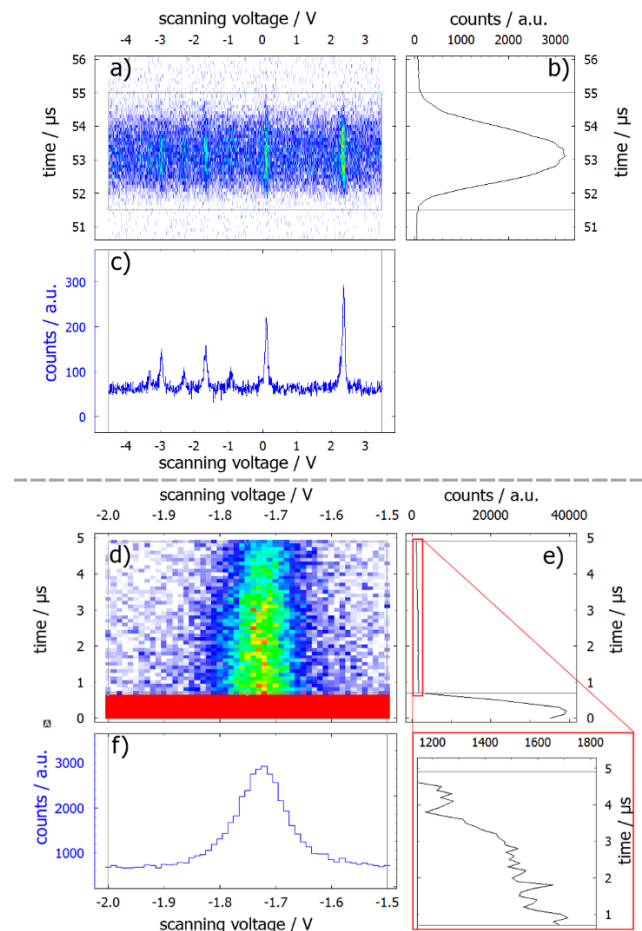 scanning voltage / V
counts / a.u.
-4 -3 -2 -1 0 1 2 3
0 1000 2000 3000
a)
b)
time / µs
56
55
54
53
52
51
time / µs
56
55
54
53
52
51
c)
counts / a.u.
300
200
100
0
-4 -3 -2 -1 0 1 2 3
scanning voltage / V
scanning voltage / V
counts / a.u.
-2.0 -1.9 -1.8 -1.7 -1.6 -1.5
0 20000 40000
d)
e)
time / µs
5
4
3
2
1
0
time / µs
5
4
3
2
1
0
f)
counts / a.u.
3000
2000
1000
-2.0 -1.9 -1.8 -1.7 -1.6 -1.5
scanning voltage / V
1200 1400 1600 1800
time / µs
5
4
3
2
1